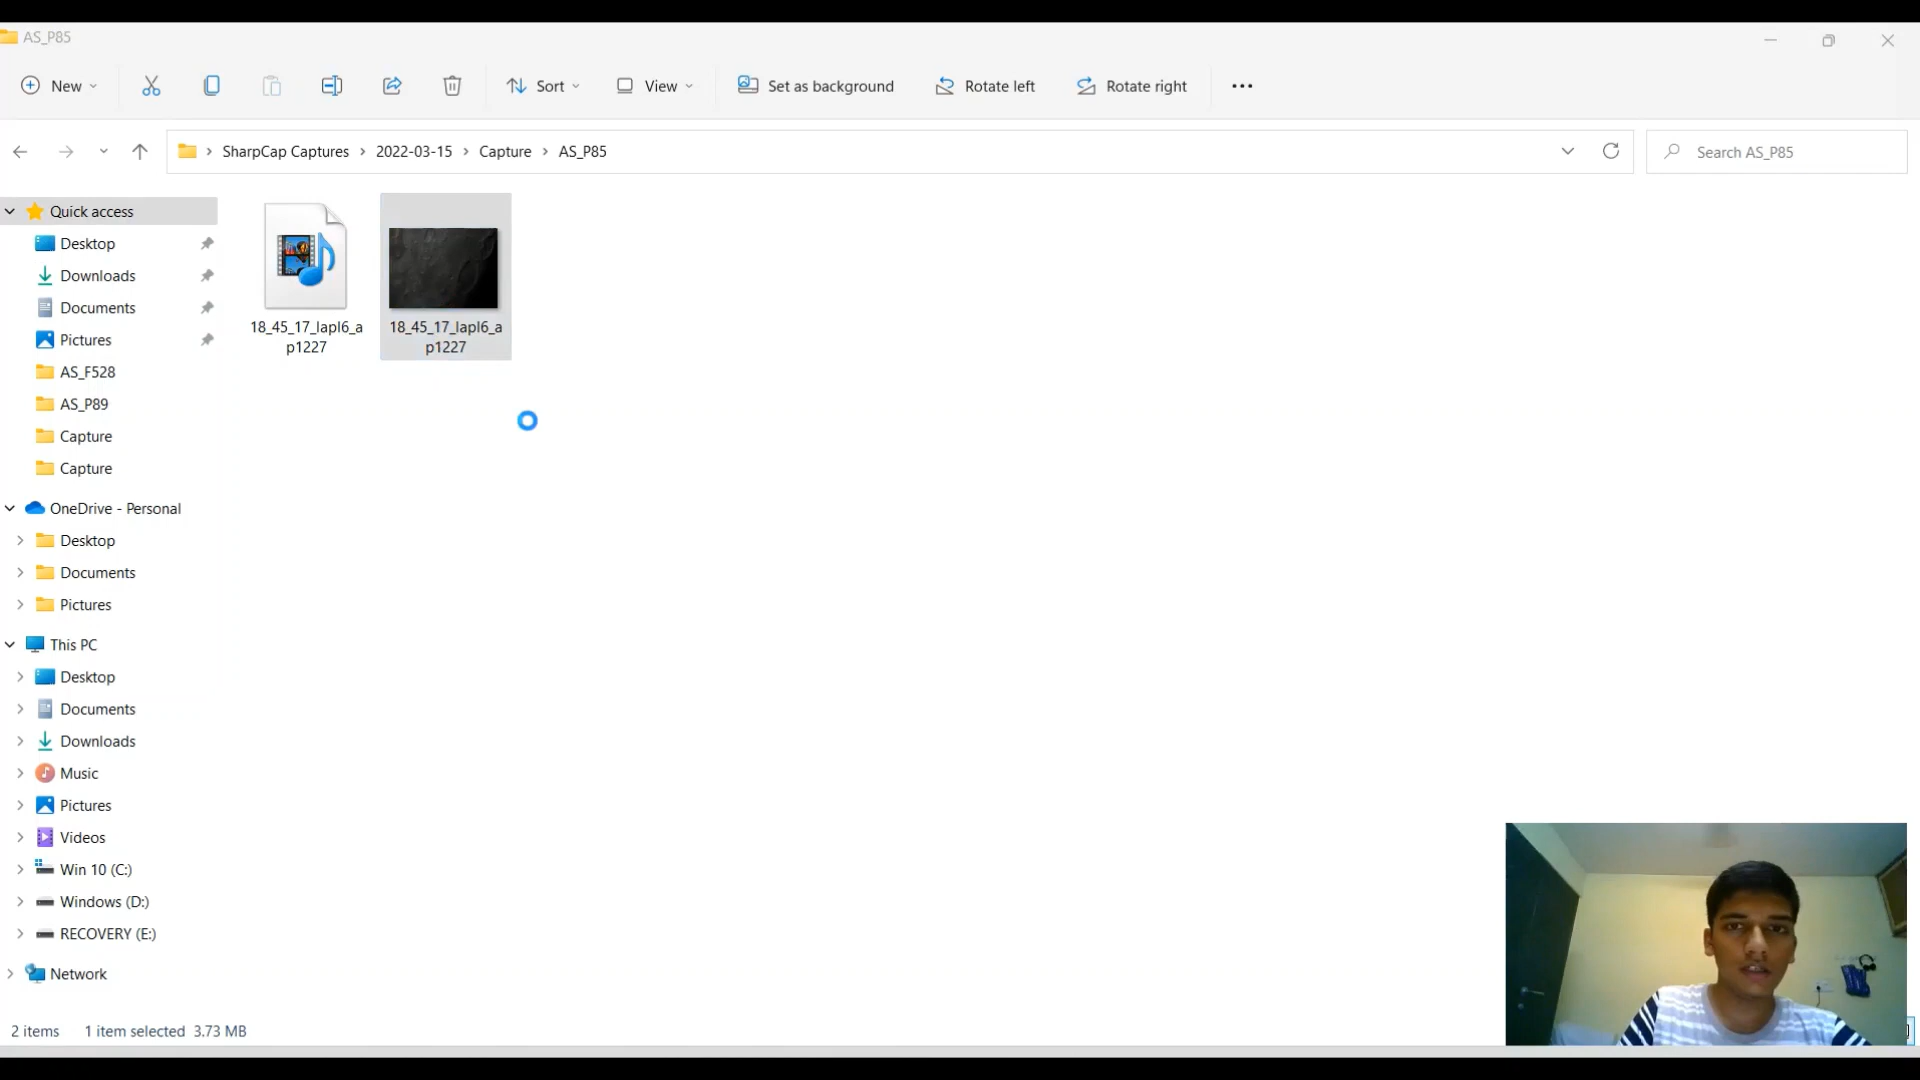 AS_P85
New
Sort
View
Set as background
Rotate left
Rotate right
SharpCap Captures
2022-03-15
Capture
AS_P85
Search AS_P85
Quick access
Desktop
Downloads
Documents
Pictures
AS_F528
AS_P89
Capture
Capture
OneDrive - Personal
Desktop
Documents
Pictures
This PC
Desktop
Documents
Downloads
Music
Pictures
Videos
Win 10 (C:)
Windows (D:)
RECOVERY (E:)
Network
18_45_17_lapl6_a
p1227
18_45_17_lapl6_a
p1227
2 items 1 item selected 3.73 MB